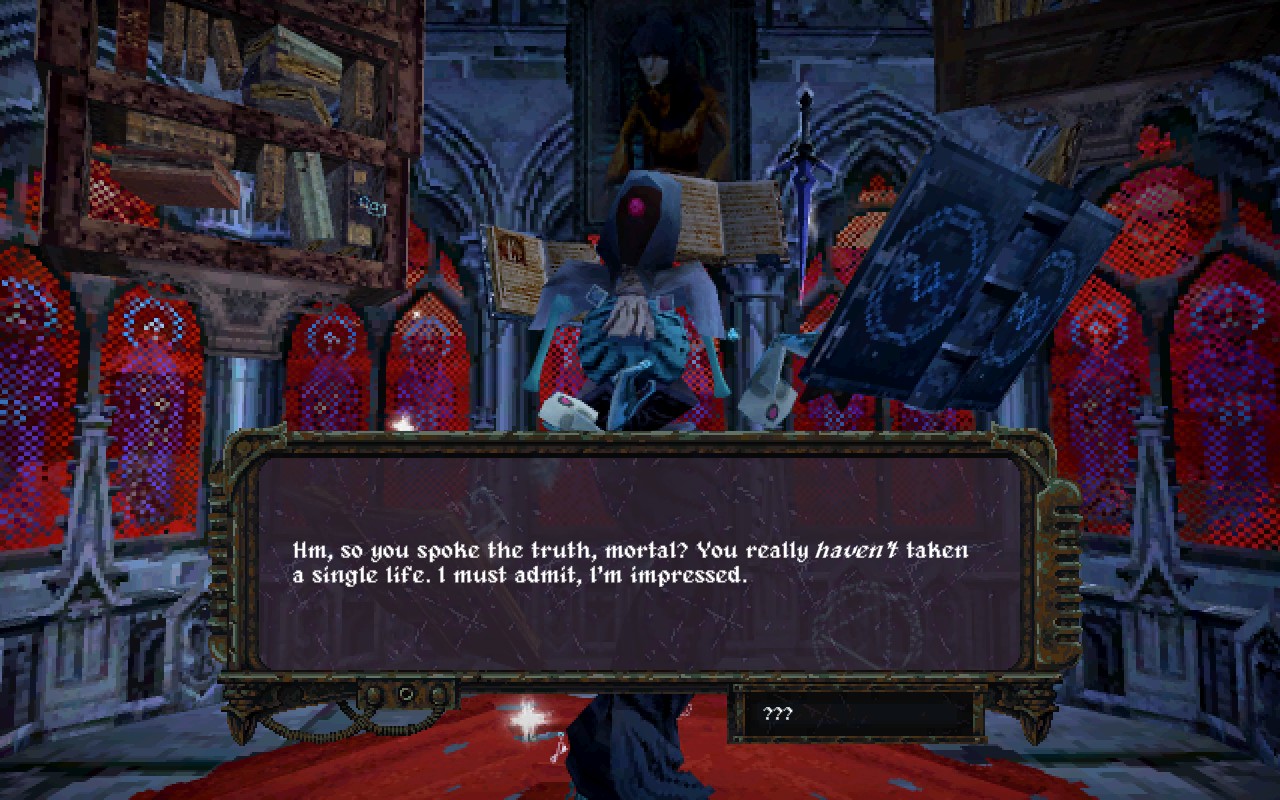 Hm, so you spoke the truth, mortal? You really haven't taken
a single life. I must admit, I'm impressed.
???